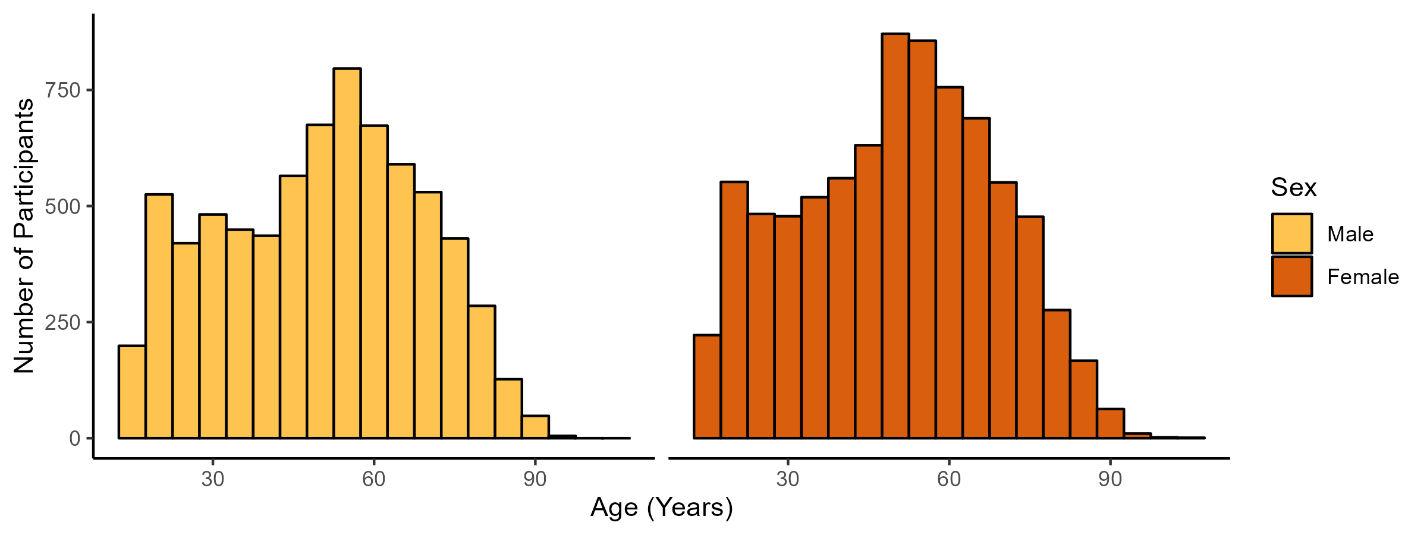 Number of Participants
750
500
250
0
30 60 90
30 60 90
Age (Years)
Sex
Male
Female